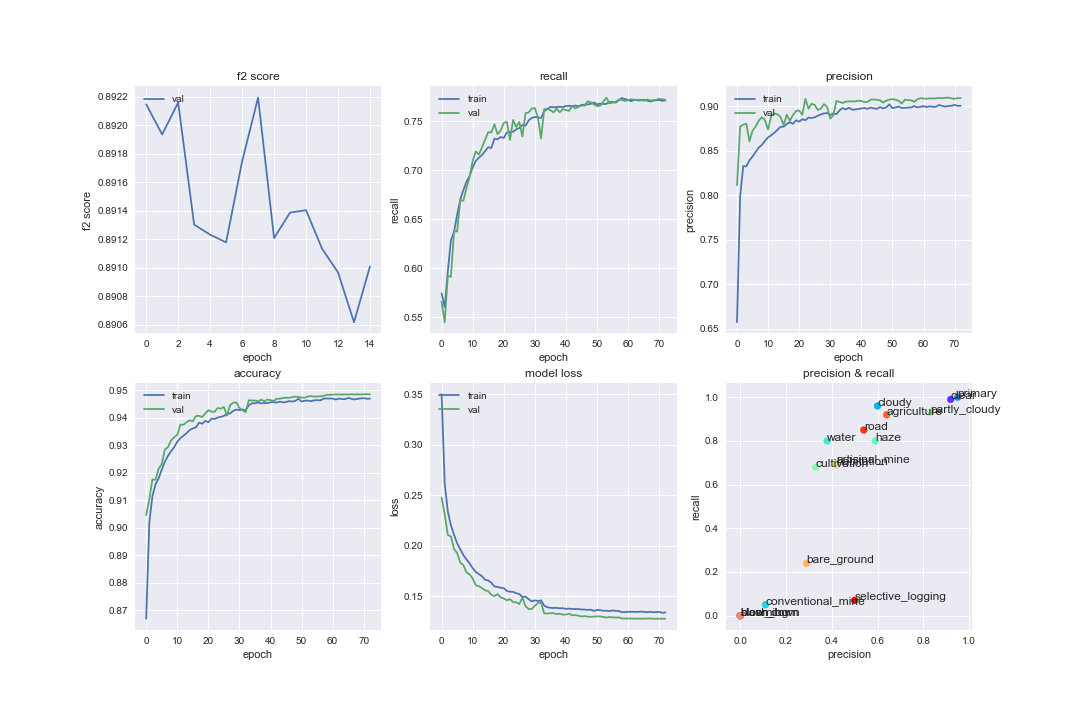 f2 score
val
0.8922
0.8920
0.8918
0.8916
0.8914
0.8912
0.8910
0.8908
0.8906
f2 score
0 2 4 6 8 10 12 14
epoch
recall
train
val
0.75
0.70
0.65
0.60
0.55
recall
0 10 20 30 40 50 60 70
epoch
precision
train
val
0.90
0.85
0.80
0.75
0.70
0.65
precision
0 10 20 30 40 50 60 70
epoch
accuracy
train
val
0.95
0.94
0.93
0.92
0.91
0.90
0.89
0.88
0.87
accuracy
0 10 20 30 40 50 60 70
epoch
model loss
train
val
0.35
0.30
0.25
0.20
0.15
loss
0 10 20 30 40 50 60 70
epoch
precision & recall
1.0
0.8
0.6
0.4
0.2
0.0
recall
primary
clear
cloudy
agriculture
partly_cloudy
road
water
haze
cultivation
bare_ground
conventional_mine
selective_logging
0.0 0.2 0.4 0.6 0.8 1.0
precision